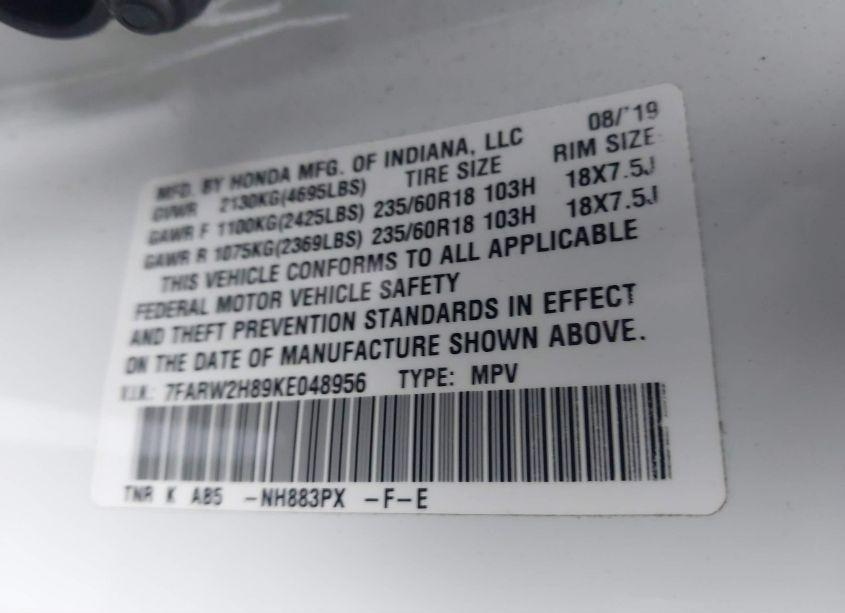 MFD. BY HONDA MFG. OF INDIANA, LLC 08/'19
GVWR 2130KG(4695LBS) TIRE SIZE RIM SIZE
GAWR F 1100KG(2425LBS) 235/60R18 103H 18X7.5J
GAWR R 1075KG(2369LBS) 235/60R18 103H 18X7.5J
THIS VEHICLE CONFORMS TO ALL APPLICABLE
FEDERAL MOTOR VEHICLE SAFETY
AND THEFT PREVENTION STANDARDS IN EFFECT
ON THE DATE OF MANUFACTURE SHOWN ABOVE.
V.I.N.: 7FARW2H89KE048956 TYPE: MPV
TNR K AB5 -NH883PX -F-E